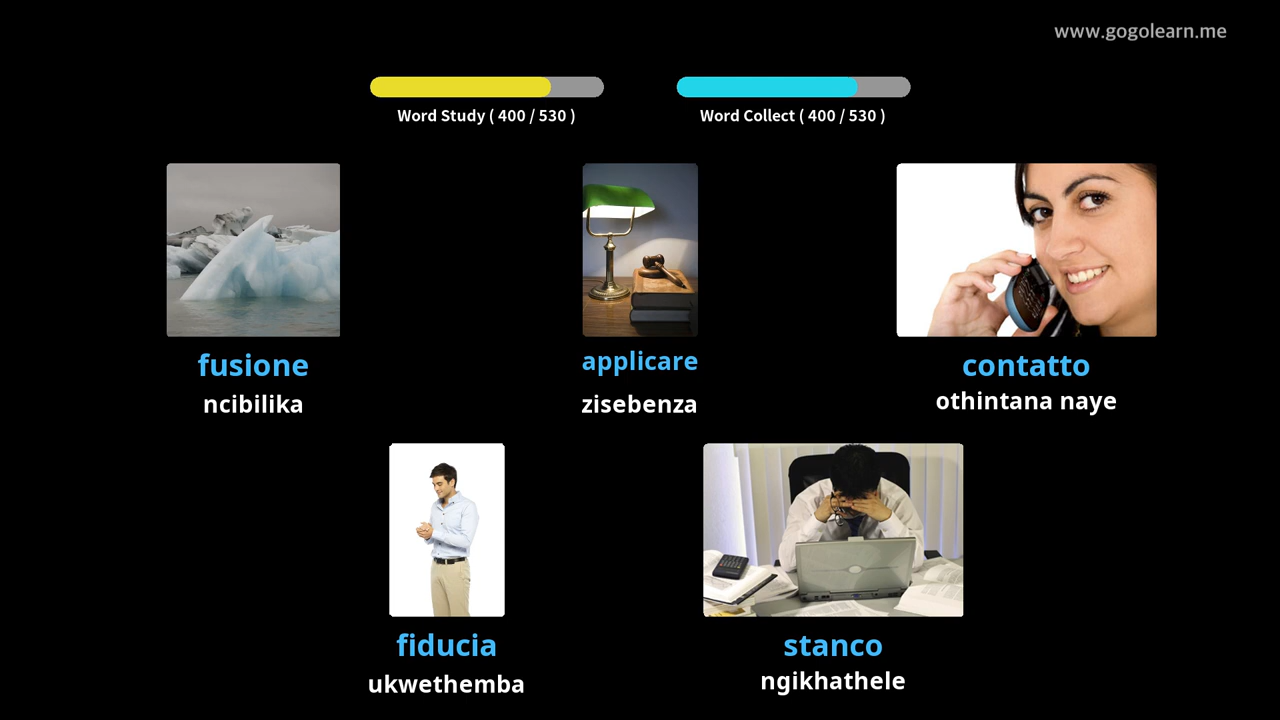 www.gogolearn.me
Word Study ( 400 / 530 )
Word Collect ( 400 / 530 )
fusione
ncibilika
applicare
zisebenza
contatto
othintana naye
fiducia
ukwethemba
stanco
ngikhathele